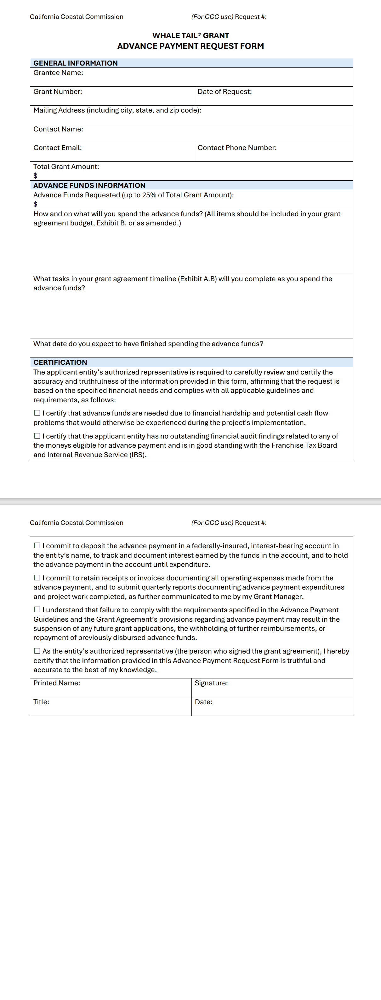 California Coastal Commission (For CCC use) Request #:
WHALE TAIL® GRANT
ADVANCE PAYMENT REQUEST FORM
GENERAL INFORMATION
Grantee Name:
Grant Number: Date of Request:
Mailing Address (including city, state, and zip code):
Contact Name:
Contact Email: Contact Phone Number:
Total Grant Amount:
$
ADVANCE FUNDS INFORMATION
Advance Funds Requested (up to 25% of Total Grant Amount):
$
How and on what will you spend the advance funds? (All items should be included in your grant
agreement budget, Exhibit B, or as amended.)
What tasks in your grant agreement timeline (Exhibit A.B) will you complete as you spend the
advance funds?
What date do you expect to have finished spending the advance funds?
CERTIFICATION
The applicant entity’s authorized representative is required to carefully review and certify the
accuracy and truthfulness of the information provided in this form, affirming that the request is
based on the specified financial needs and complies with all applicable guidelines and
requirements, as follows:
☐ I certify that advance funds are needed due to financial hardship and potential cash flow
problems that would otherwise be experienced during the project's implementation.
☐ I certify that the applicant entity has no outstanding financial audit findings related to any of
the moneys eligible for advance payment and is in good standing with the Franchise Tax Board
and Internal Revenue Service (IRS).
California Coastal Commission (For CCC use) Request #:
☐ I commit to deposit the advance payment in a federally-insured, interest-bearing account in
the entity’s name, to track and document interest earned by the funds in the account, and to hold
the advance payment in the account until expenditure.
☐ I commit to retain receipts or invoices documenting all operating expenses made from the
advance payment, and to submit quarterly reports documenting advance payment expenditures
and project work completed, as further communicated to me by my Grant Manager.
☐ I understand that failure to comply with the requirements specified in the Advance Payment
Guidelines and the Grant Agreement’s provisions regarding advance payment may result in the
suspension of any future grant applications, the withholding of further reimbursements, or
repayment of previously disbursed advance funds.
☐ As the entity’s authorized representative (the person who signed the grant agreement), I hereby
certify that the information provided in this Advance Payment Request Form is truthful and
accurate to the best of my knowledge.
Printed Name: Signature:
Title: Date: